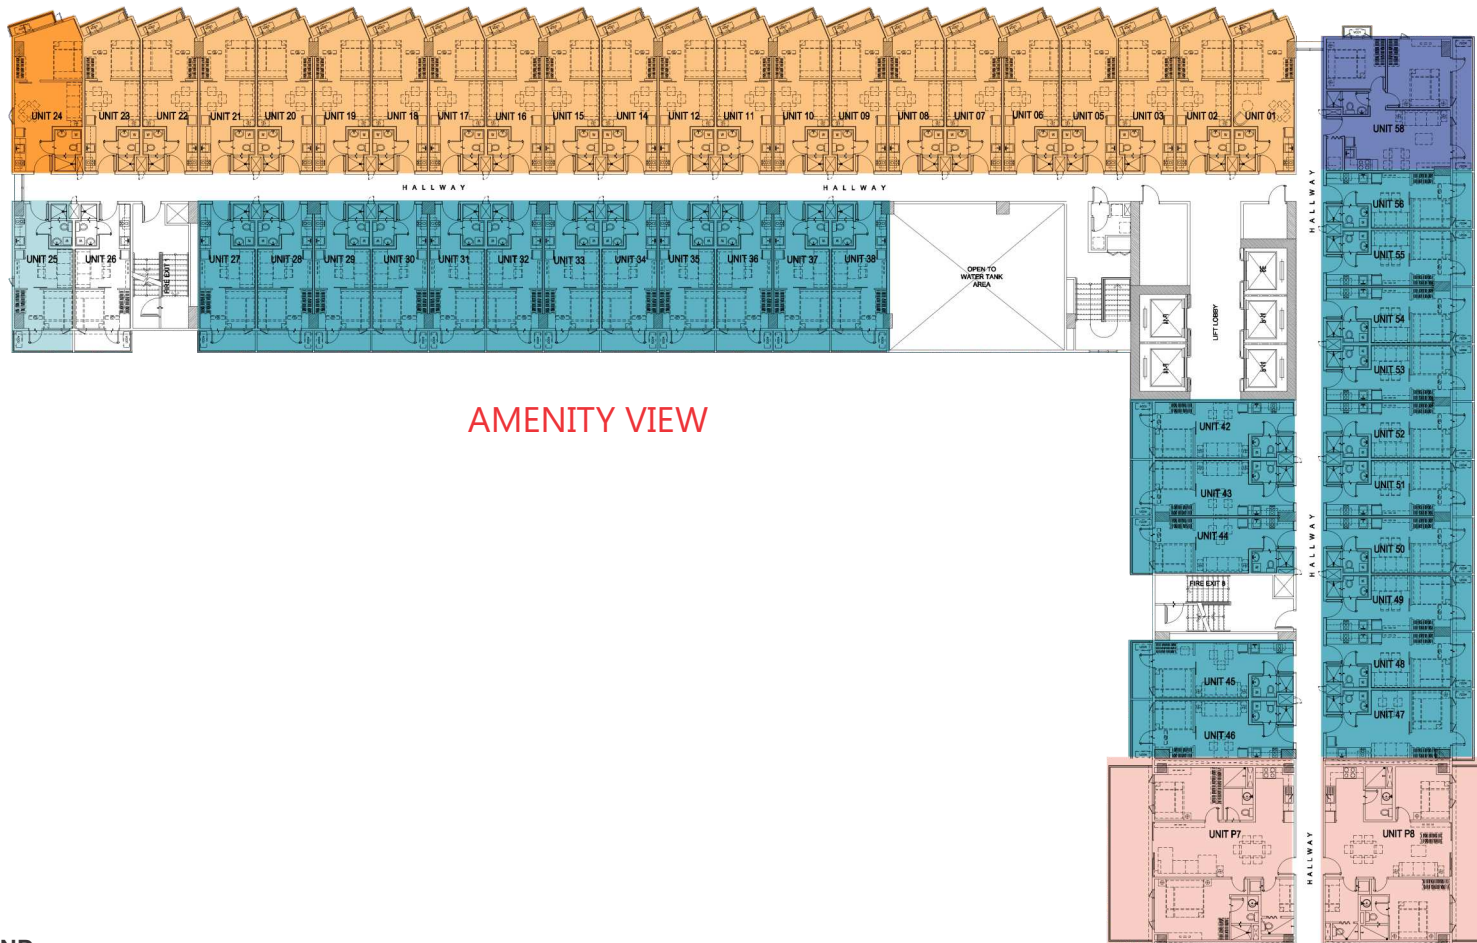 UNIT 24
UNIT 23
UNIT 22
UNIT 21
UNIT 20
UNIT 19
UNIT 18
UNIT 17
UNIT 16
UNIT 15
UNIT 14
UNIT 12
UNIT 11
UNIT 10
UNIT 09
UNIT 08
UNIT 07
UNIT 06
UNIT 05
UNIT 03
UNIT 02
UNIT 01
UNIT 58
HALLWAY
HALLWAY
HALLWAY
UNIT 56
UNIT 25
UNIT 26
FIRE EXIT
UNIT 27
UNIT 28
UNIT 29
UNIT 30
UNIT 31
UNIT 32
UNIT 33
UNIT 34
UNIT 35
UNIT 36
UNIT 37
UNIT 38
OPEN TO
WATER TANK
AREA
LIFT LOBBY
UNIT 55
UNIT 54
UNIT 53
AMENITY VIEW
UNIT 42
UNIT 52
UNIT 43
UNIT 51
UNIT 44
UNIT 50
HALLWAY
FIRE EXIT
UNIT 49
UNIT 48
UNIT 45
UNIT 47
UNIT 46
UNIT P7
UNIT P8
HALLWAY